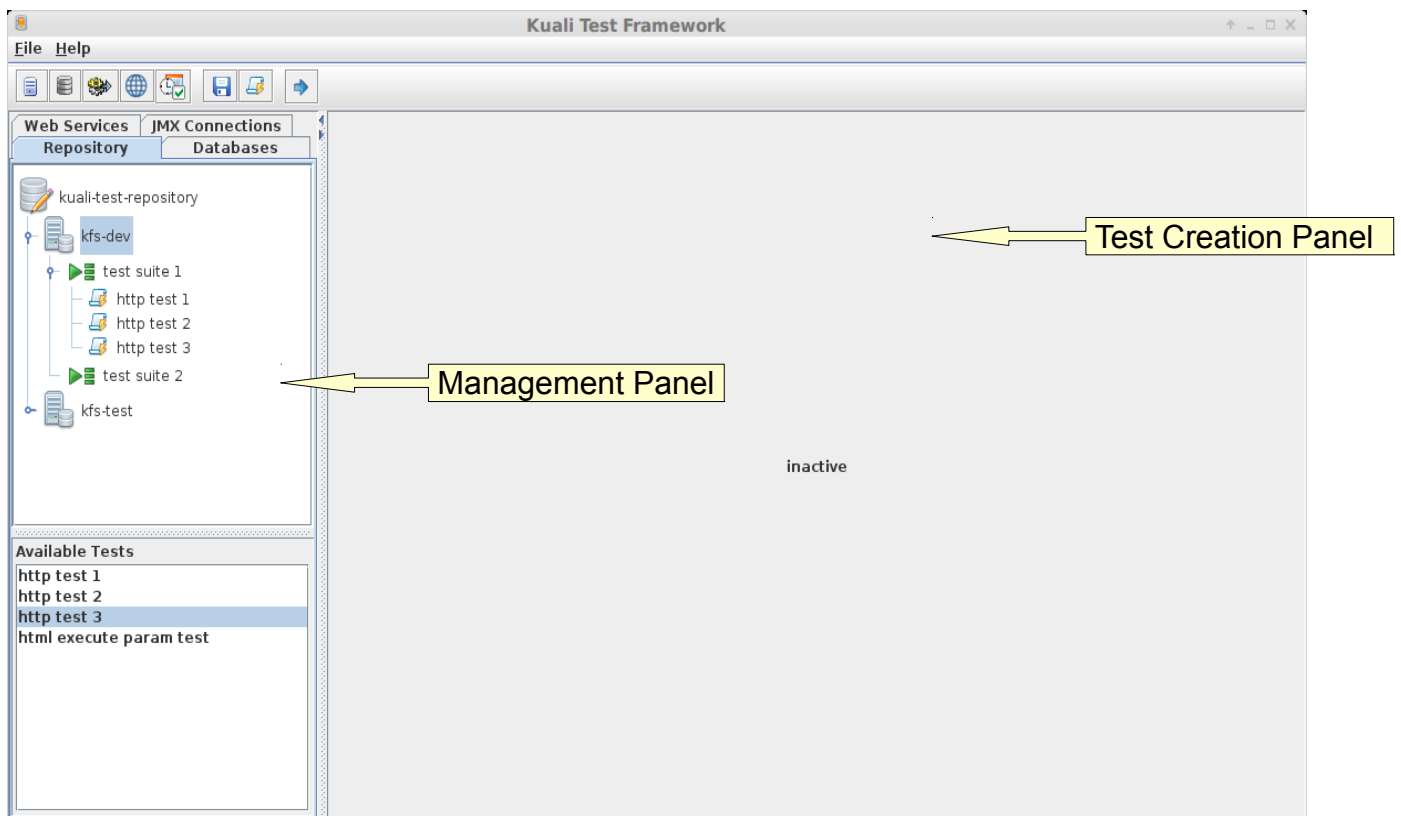 Kuali Test Framework
File Help
Web Services JMX Connections
Repository Databases
kuali-test-repository
kfs-dev
Test Creation Panel
test suite 1
http test 1
http test 2
http test 3
test suite 2
Management Panel
kfs-test
inactive
Available Tests
http test 1
http test 2
http test 3
html execute param test